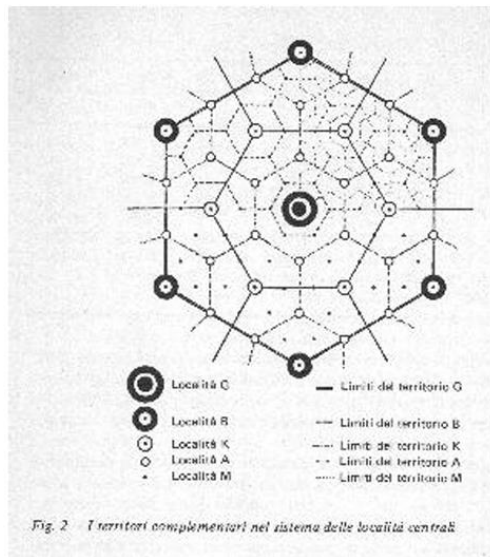 Località G
Località B
Località K
Località A
Località M
Limiti del territorio G
Limiti del territorio B
Limiti del territorio K
Limiti del territorio A
Limiti del territorio M
Fig. 2 - I territori complementari nel sistema delle località centrali